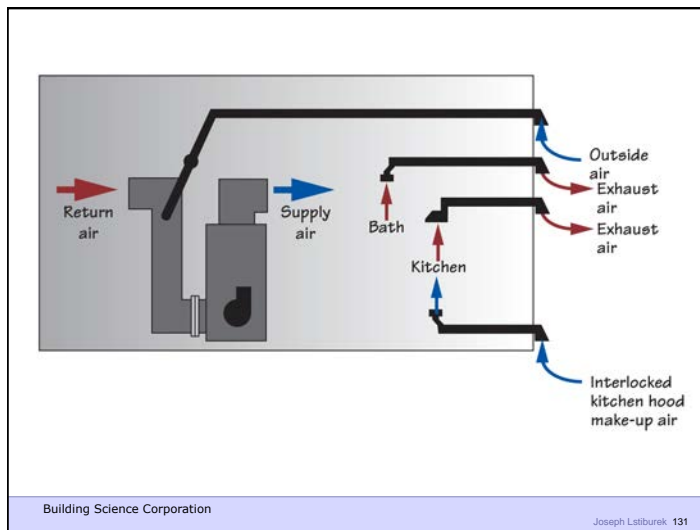 Outside
air
Exhaust
air
Return
air
Supply
air
Bath
Exhaust
air
Kitchen
Interlocked
kitchen hood
make-up air
Building Science Corporation
Joseph Lstiburek 131